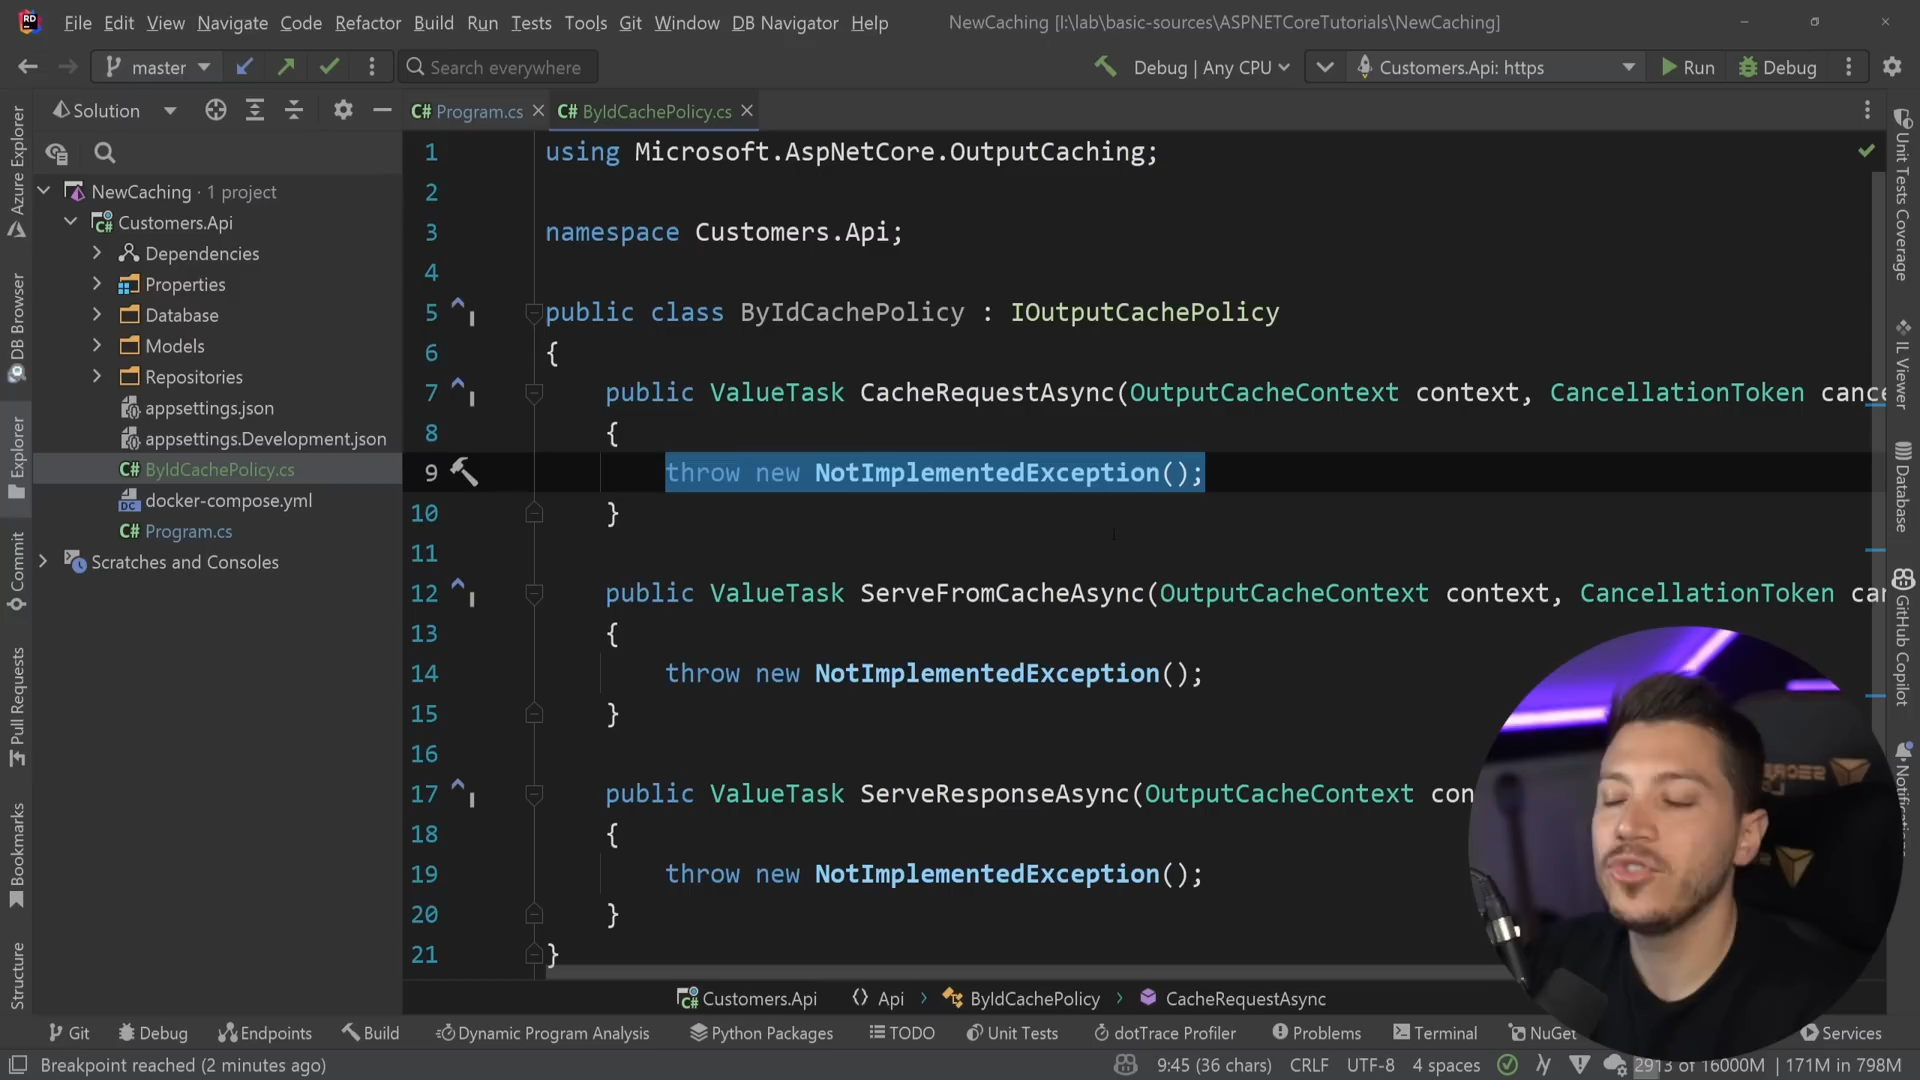 RD File Edit View Navigate Code Refactor Build Run Tests Tools Git Window DB Navigator Help NewCaching [I:\lab\basic-sources\ASPNETCoreTutorials\NewCaching]
master Search everywhere Debug | Any CPU Customers.Api: https Run Debug
Solution
C# Program.cs C# ByIdCachePolicy.cs
NewCaching · 1 project
Customers.Api
Dependencies
Properties
Database
Models
Repositories
appsettings.json
appsettings.Development.json
C# ByIdCachePolicy.cs
DC docker-compose.yml
C# Program.cs
Scratches and Consoles
1 using Microsoft.AspNetCore.OutputCaching;
2
3 namespace Customers.Api;
4
5 public class ByIdCachePolicy : IOutputCachePolicy
6 {
7 public ValueTask CacheRequestAsync(OutputCacheContext context, CancellationToken cance
8 {
9 throw new NotImplementedException();
10 }
11
12 public ValueTask ServeFromCacheAsync(OutputCacheContext context, CancellationToken can
13 {
14 throw new NotImplementedException();
15 }
16
17 public ValueTask ServeResponseAsync(OutputCacheContext con
18 {
19 throw new NotImplementedException();
20 }
21 }
Azure Explorer
DB Browser
Explorer
Commit
Pull Requests
Bookmarks
Structure
Unit Tests Coverage
IL Viewer
Database
GitHub Copilot
Notifications
Customers.Api Api ByIdCachePolicy CacheRequestAsync
Git Debug Endpoints Build Dynamic Program Analysis Python Packages TODO Unit Tests dotTrace Profiler Problems Terminal NuGet Services
Breakpoint reached (2 minutes ago) 9:45 (36 chars) CRLF UTF-8 4 spaces 2913 of 16000M 171M in 798M